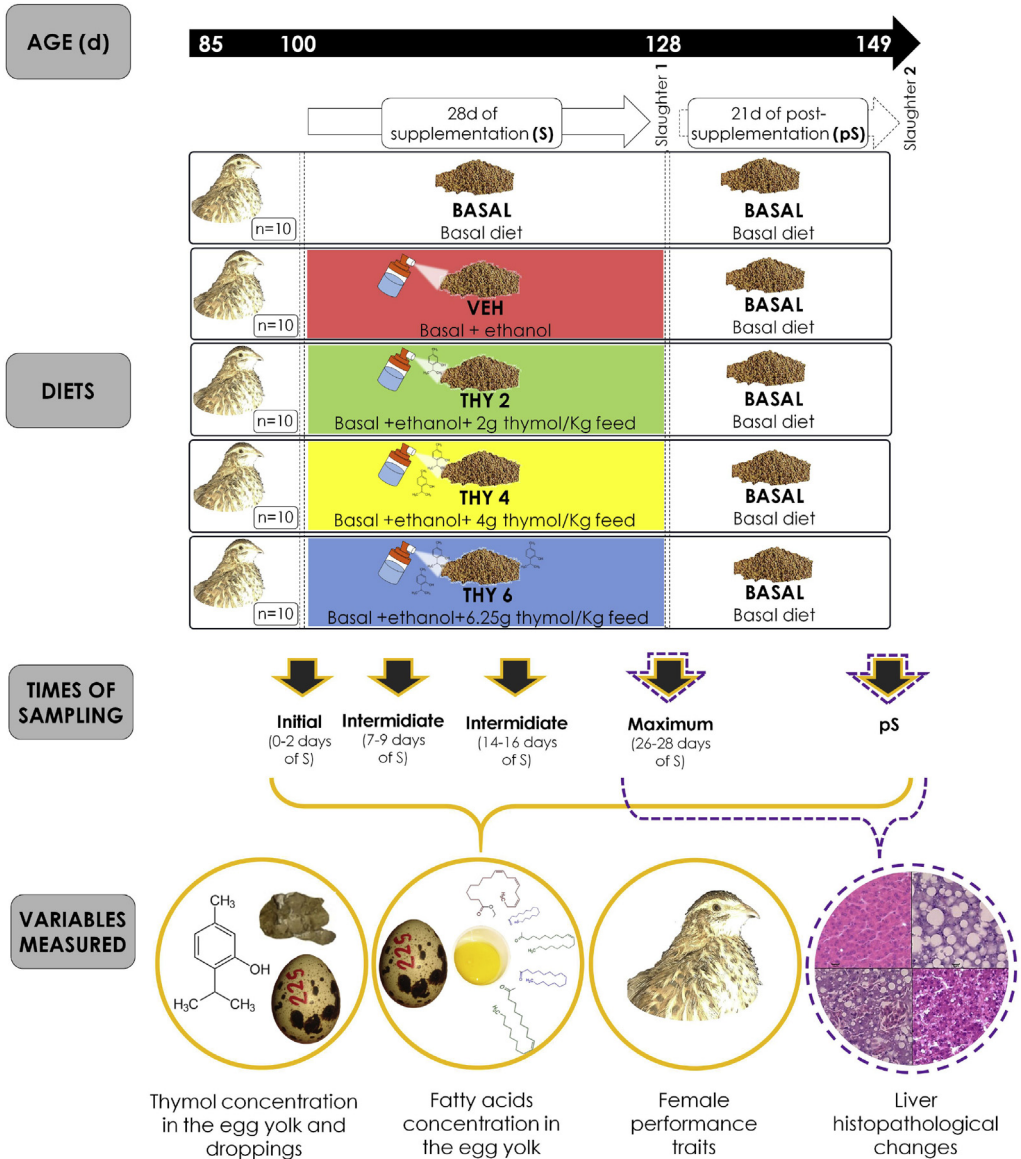 AGE (d)
85 100 128 149
28d of
supplementation (S)
Slaughter 1
21d of post-
supplementation (pS)
Slaughter 2
DIETS
n=10
BASAL
Basal diet
BASAL
Basal diet
n=10
VEH
Basal + ethanol
BASAL
Basal diet
n=10
THY 2
Basal +ethanol+ 2g thymol/Kg feed
BASAL
Basal diet
n=10
THY 4
Basal +ethanol+ 4g thymol/Kg feed
BASAL
Basal diet
n=10
THY 6
Basal +ethanol+6.25g thymol/Kg feed
BASAL
Basal diet
TIMES OF
SAMPLING
Initial
(0-2 days
of S)
Intermidiate
(7-9 days
of S)
Intermidiate
(14-16 days
of S)
Maximum
(26-28 days
of S)
pS
VARIABLES
MEASURED
CH₃
OH
H₃C
CH₃
225
225
Thymol concentration
in the egg yolk and
droppings
Fatty acids
concentration in
the egg yolk
Female
performance
traits
Liver
histopathological
changes